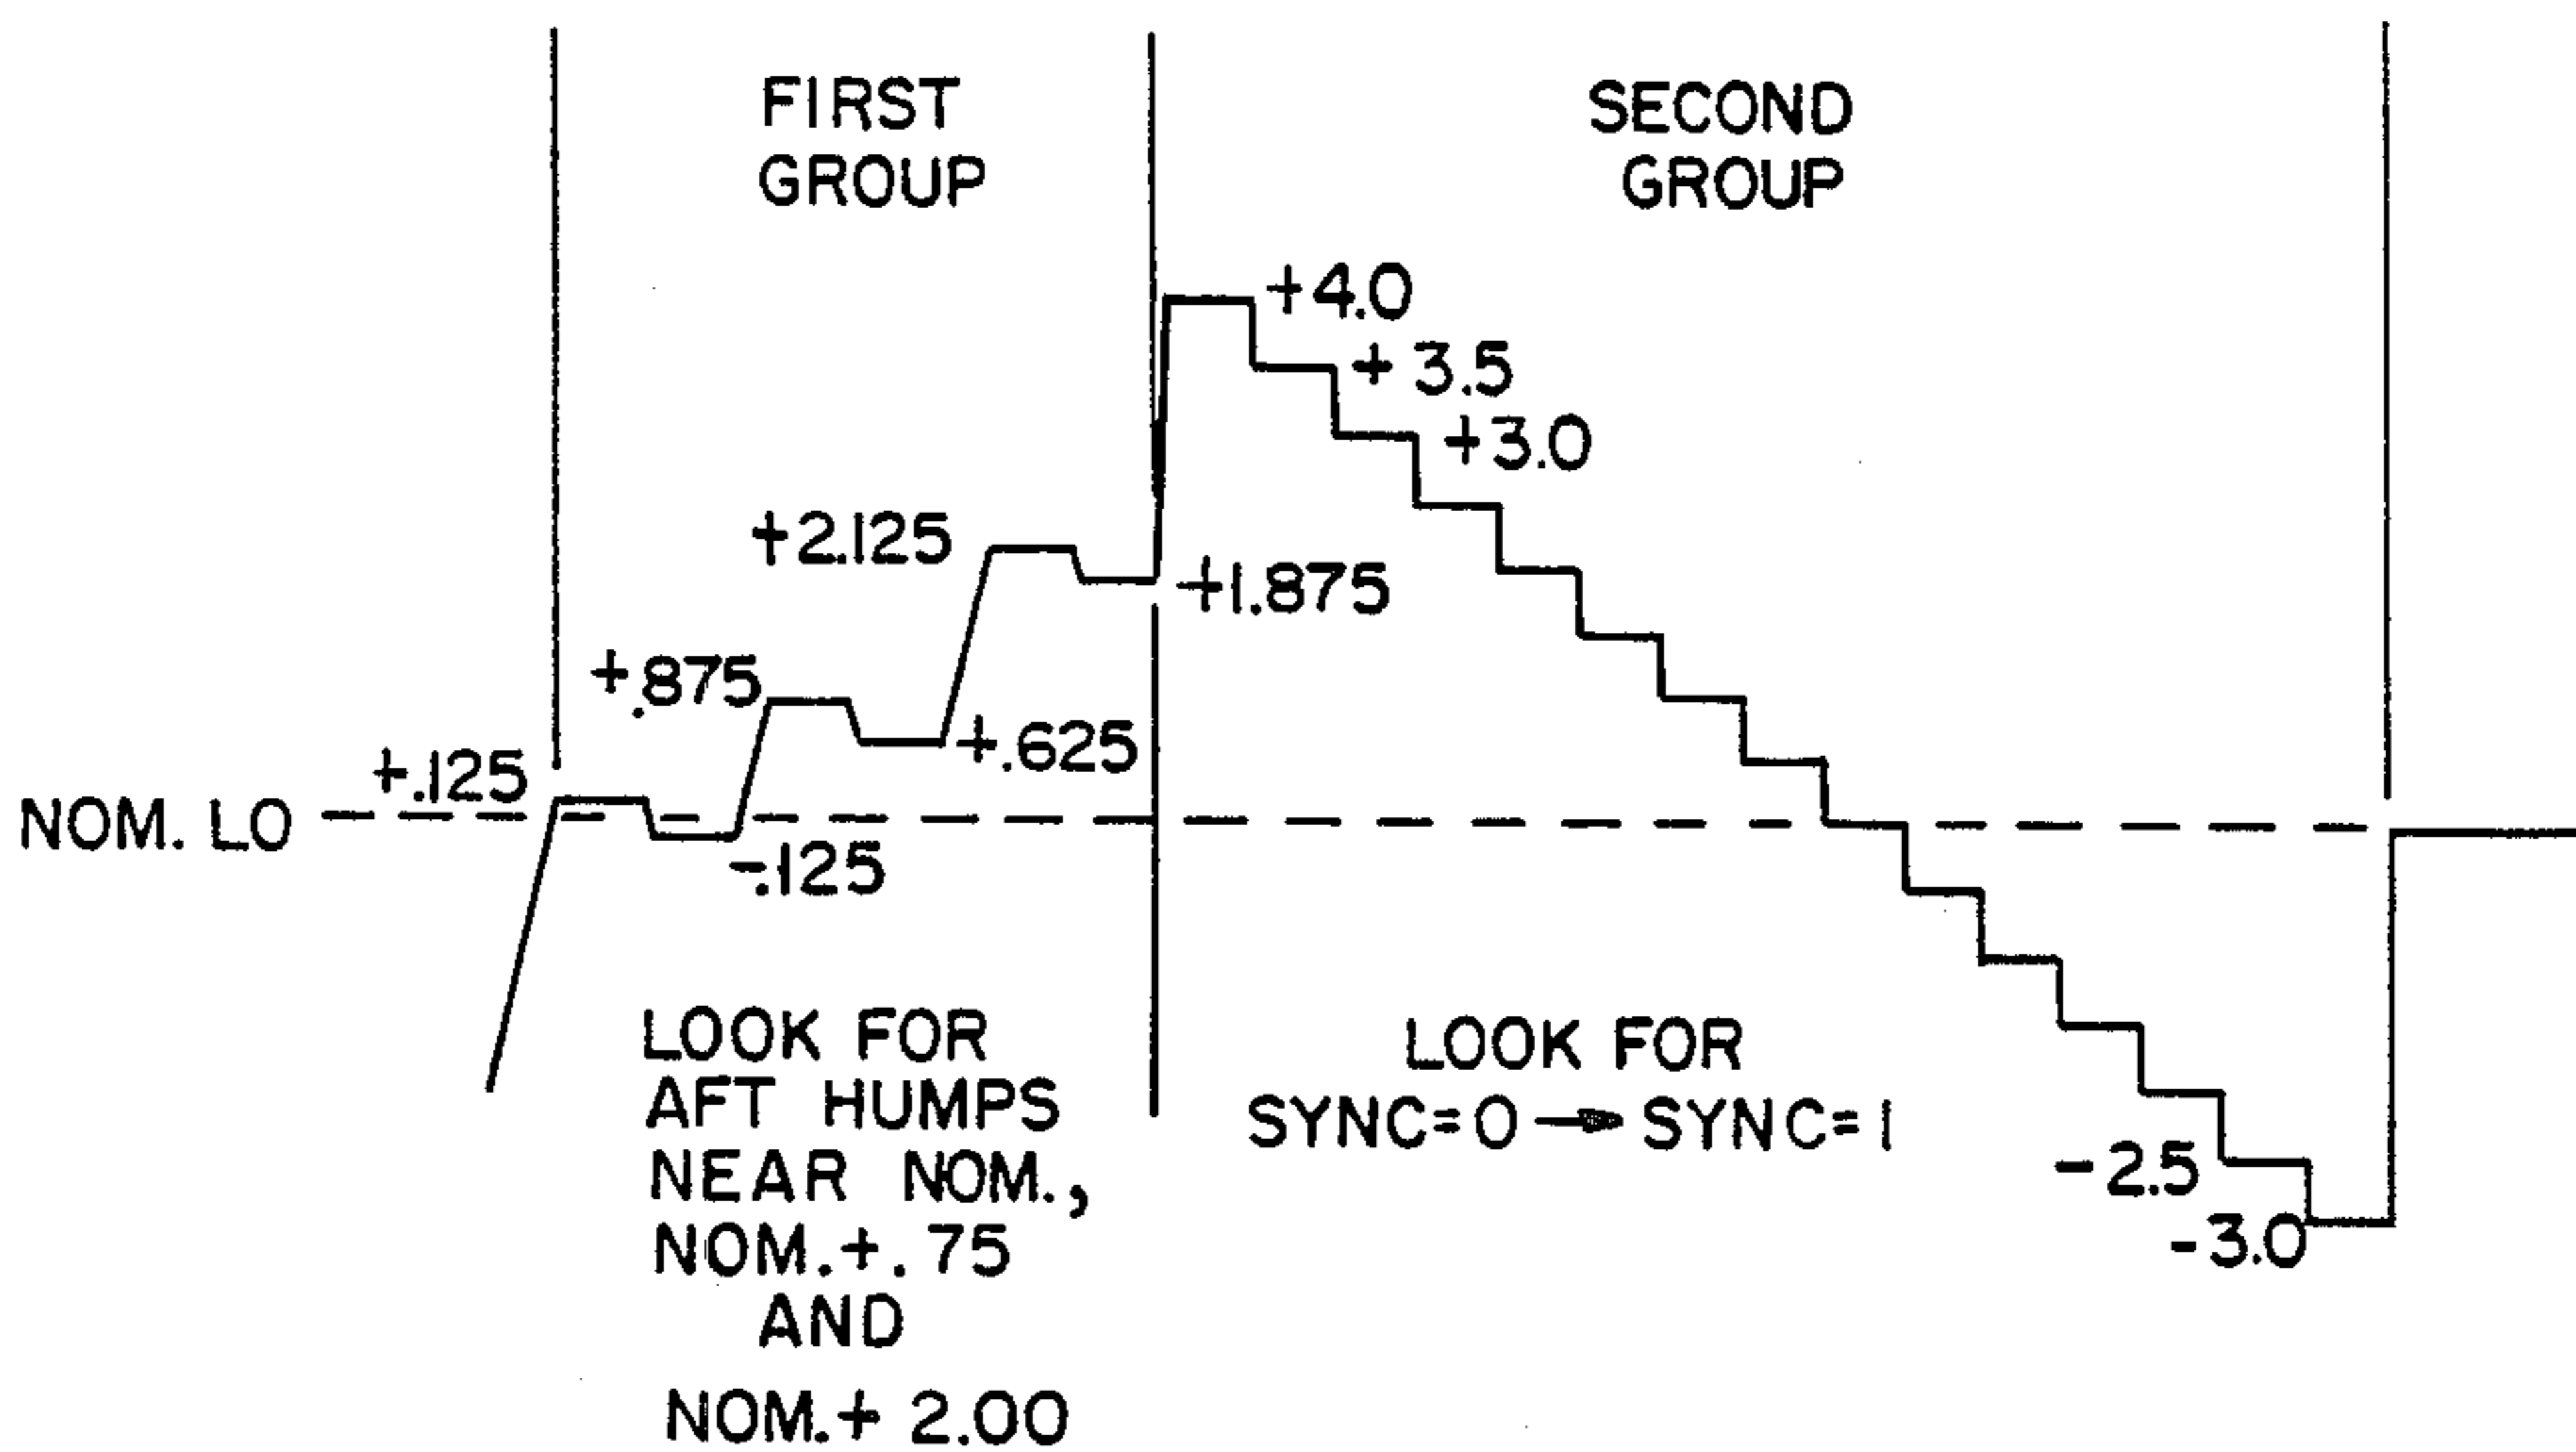 FIRST
GROUP
SECOND
GROUP
+4.0
+ 3.5
+3.0
+2.125
+1.875
+.875
+.625
+.125
NOM. LO
-.125
LOOK FOR
AFT HUMPS
NEAR NOM.,
NOM.+.75
AND
NOM.+ 2.00
LOOK FOR
SYNC=0 → SYNC=1
-2.5
-3.0